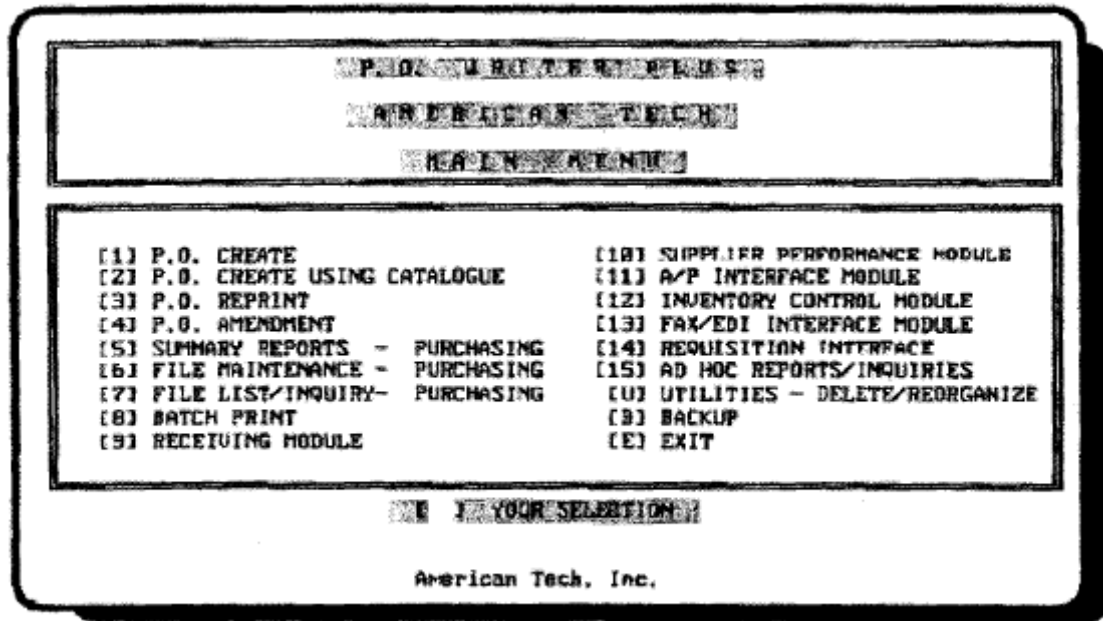 P.O. WRITER PLUS
AMERICAN TECH
MAIN MENU
[1] P.O. CREATE
[2] P.O. CREATE USING CATALOGUE
[3] P.O. REPRINT
[4] P.O. AMENDMENT
[5] SUMMARY REPORTS - PURCHASING
[6] FILE MAINTENANCE - PURCHASING
[7] FILE LIST/INQUIRY- PURCHASING
[8] BATCH PRINT
[9] RECEIVING MODULE
[10] SUPPLIER PERFORMANCE MODULE
[11] A/P INTERFACE MODULE
[12] INVENTORY CONTROL MODULE
[13] FAX/EDI INTERFACE MODULE
[14] REQUISITION INTERFACE
[15] AD HOC REPORTS/INQUIRIES
[U] UTILITIES - DELETE/REORGANIZE
[B] BACKUP
[E] EXIT
[ ] YOUR SELECTION
American Tech, Inc.